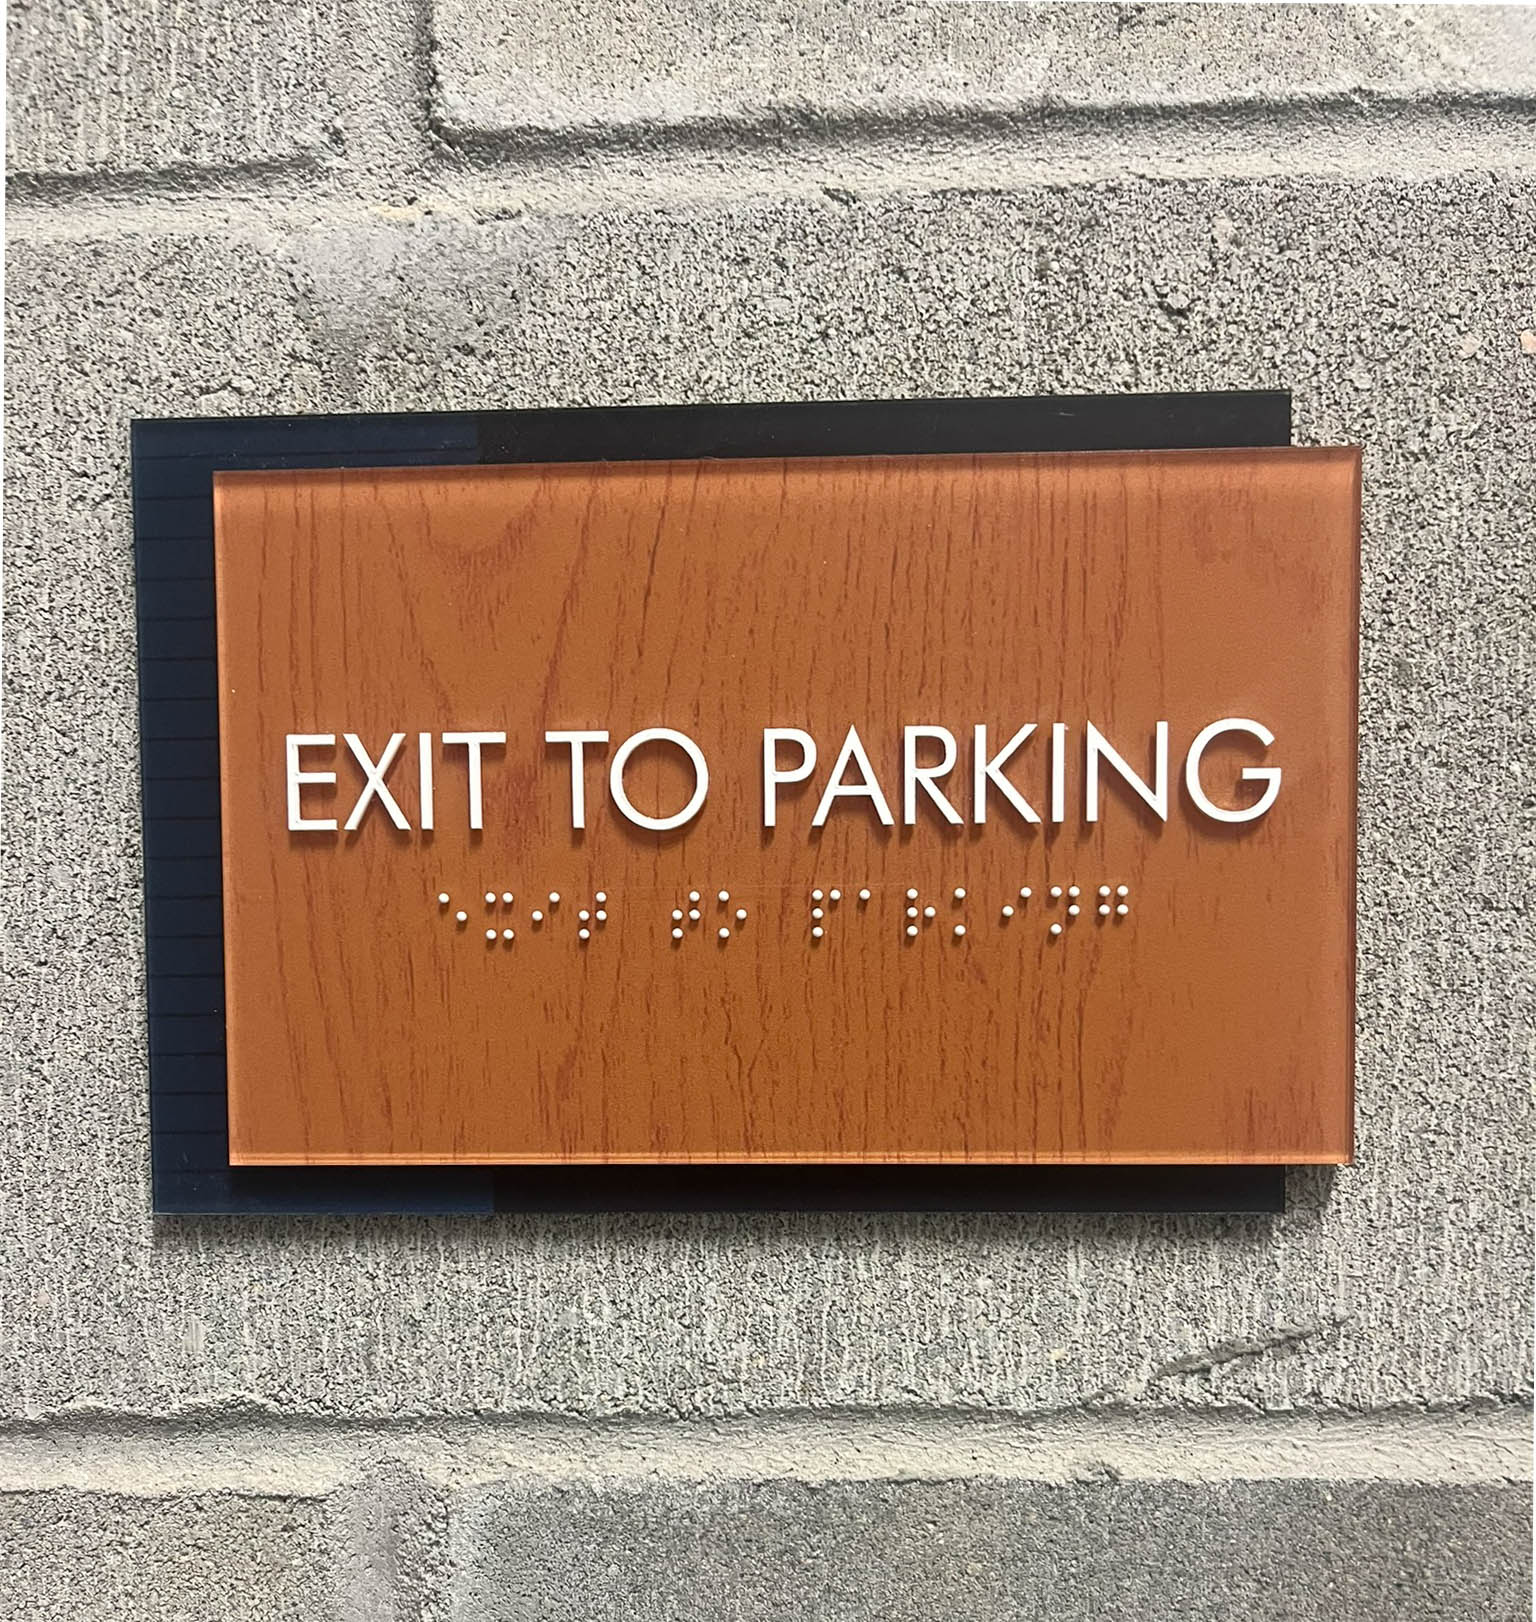 EXIT TO PARKING
⠑⠭⠊⠞ ⠞⠕ ⠏⠁⠗⠅⠊⠝⠛